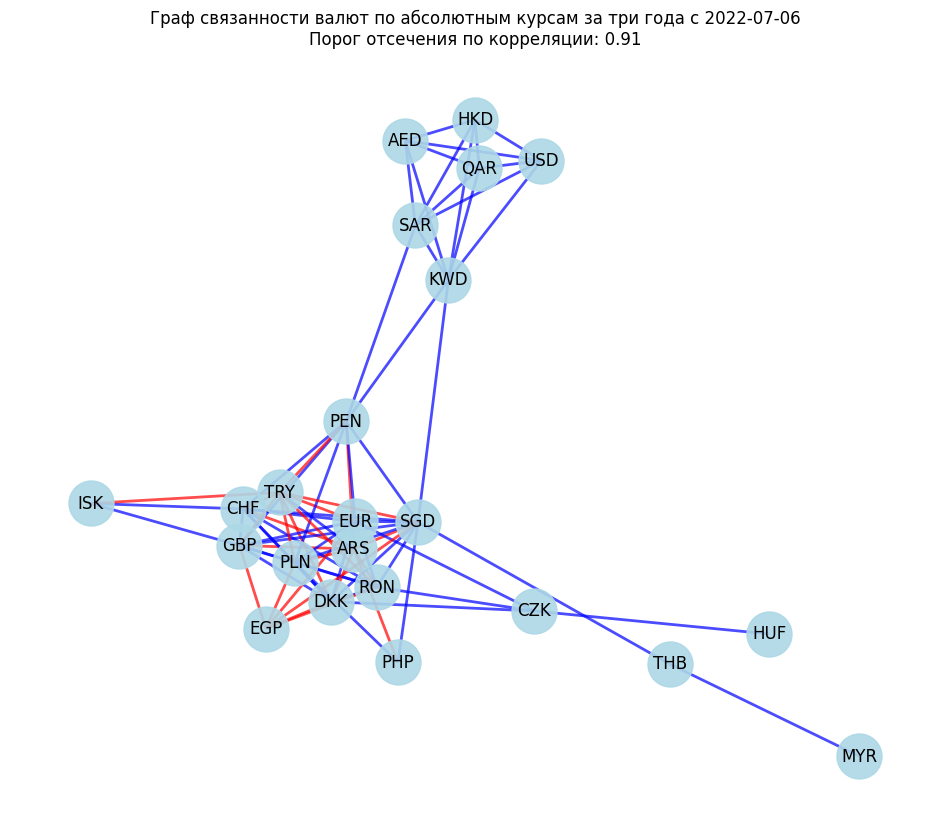 Граф связанности валют по абсолютным курсам за три года с 2022-07-06
Порог отсечения по корреляции: 0.91
HKD
AED
USD
QAR
SAR
KWD
PEN
TRY
ISK
CHF
EUR
SGD
GBP
ARS
PLN
RON
DKK
CZK
EGP
HUF
PHP
THB
MYR